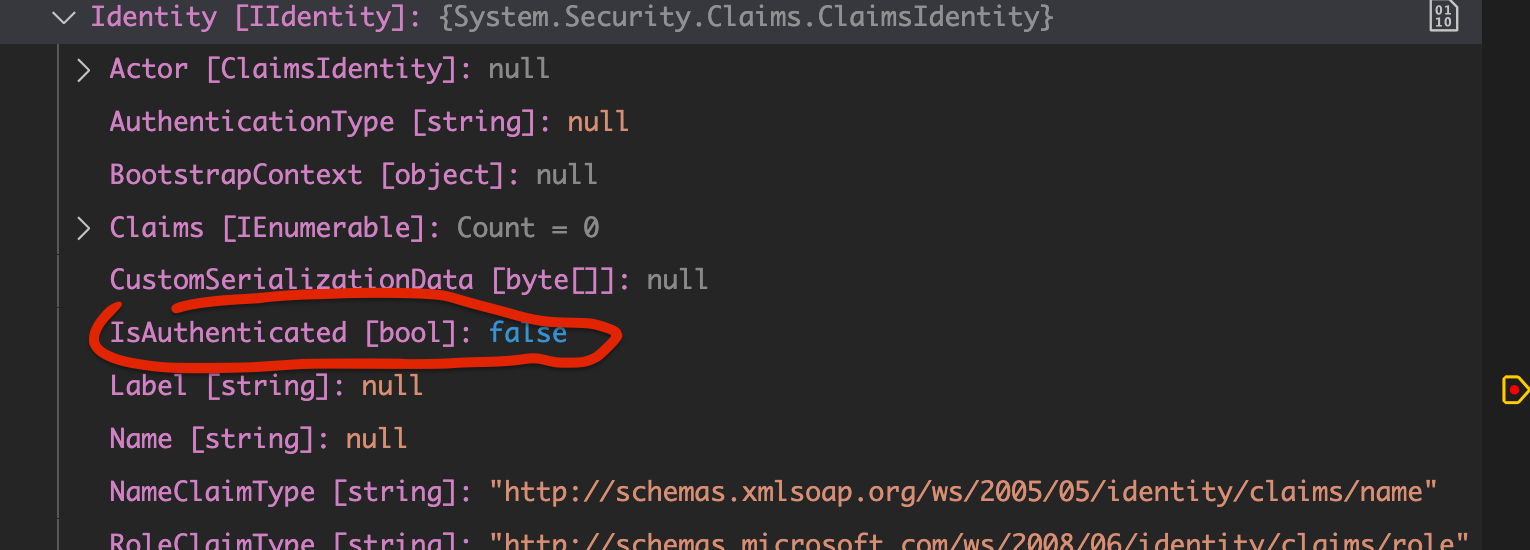 Identity [IIdentity]: {System.Security.Claims.ClaimsIdentity}
Actor [ClaimsIdentity]: null
AuthenticationType [string]: null
BootstrapContext [object]: null
Claims [IEnumerable]: Count = 0
CustomSerializationData [byte[]]: null
IsAuthenticated [bool]: false
Label [string]: null
Name [string]: null
NameClaimType [string]: "http://schemas.xmlsoap.org/ws/2005/05/identity/claims/name"
RoleClaimType [string]: "http://schemas.microsoft.com/ws/2008/06/identity/claims/role"
01
10